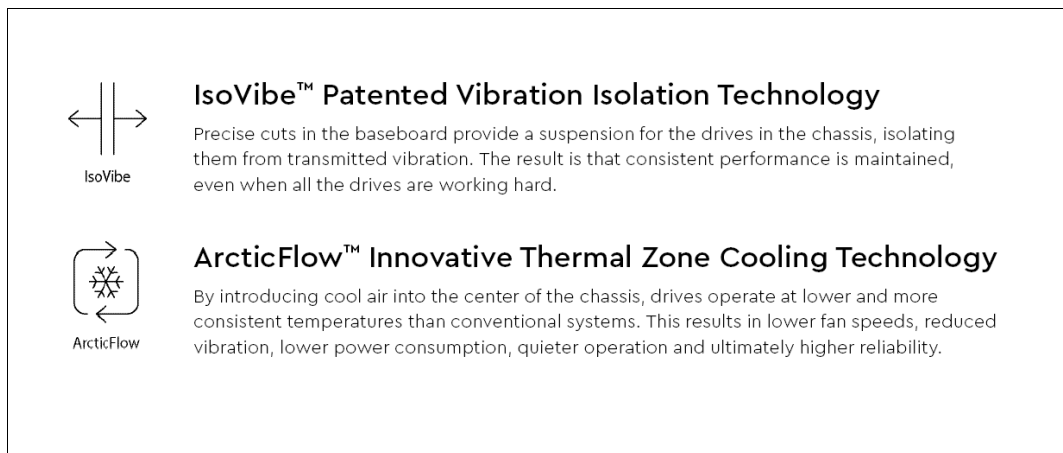 IsoVibe™ Patented Vibration Isolation Technology
Precise cuts in the baseboard provide a suspension for the drives in the chassis, isolating
them from transmitted vibration. The result is that consistent performance is maintained,
even when all the drives are working hard.
IsoVibe
ArcticFlow™ Innovative Thermal Zone Cooling Technology
By introducing cool air into the center of the chassis, drives operate at lower and more
consistent temperatures than conventional systems. This results in lower fan speeds, reduced
vibration, lower power consumption, quieter operation and ultimately higher reliability.
ArcticFlow